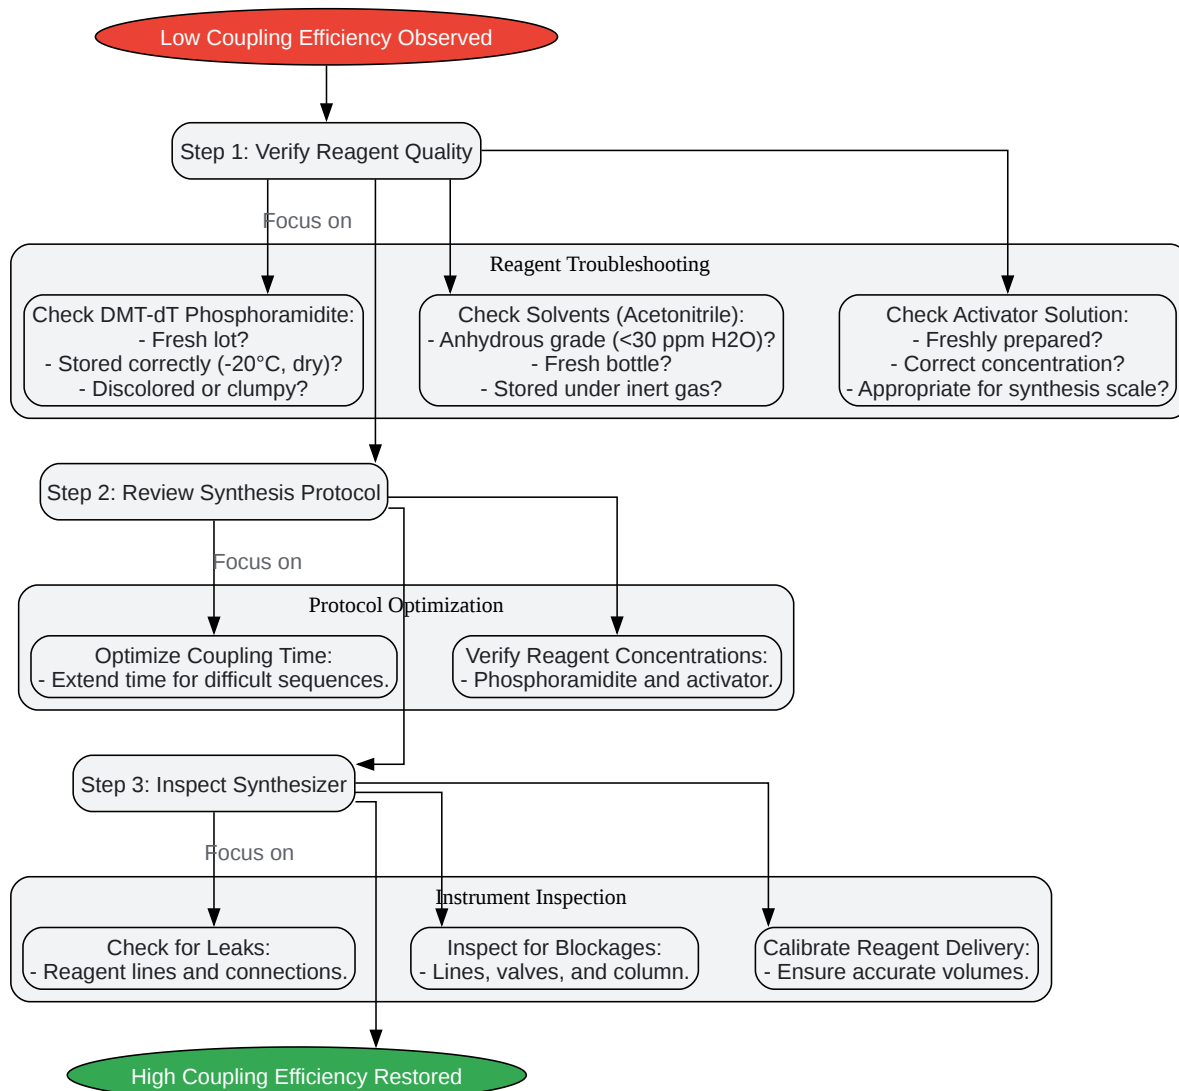 Low Coupling Efficiency Observed
Step 1: Verify Reagent Quality
Focus on
Reagent Troubleshooting
Check DMT-dT Phosphoramidite:
- Fresh lot?
- Stored correctly (-20°C, dry)?
- Discolored or clumpy?
Check Solvents (Acetonitrile):
- Anhydrous grade (<30 ppm H2O)?
- Fresh bottle?
- Stored under inert gas?
Check Activator Solution:
- Freshly prepared?
- Correct concentration?
- Appropriate for synthesis scale?
Step 2: Review Synthesis Protocol
Focus on
Protocol Optimization
Optimize Coupling Time:
- Extend time for difficult sequences.
Verify Reagent Concentrations:
- Phosphoramidite and activator.
Step 3: Inspect Synthesizer
Focus on
Instrument Inspection
Check for Leaks:
- Reagent lines and connections.
Inspect for Blockages:
- Lines, valves, and column.
Calibrate Reagent Delivery:
- Ensure accurate volumes.
High Coupling Efficiency Restored